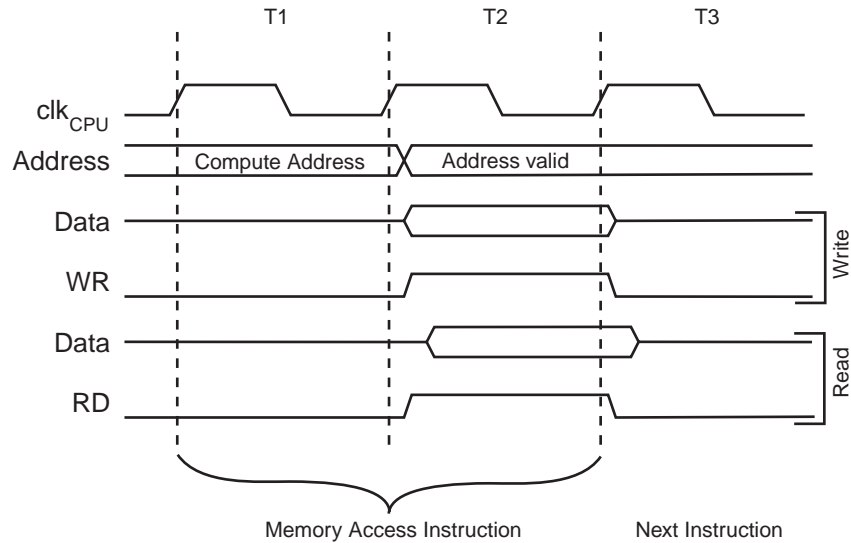 T1 T2 T3
clkCPU
Address Compute Address Address valid
Data
WR
Write
Data
RD
Read
Memory Access Instruction Next Instruction